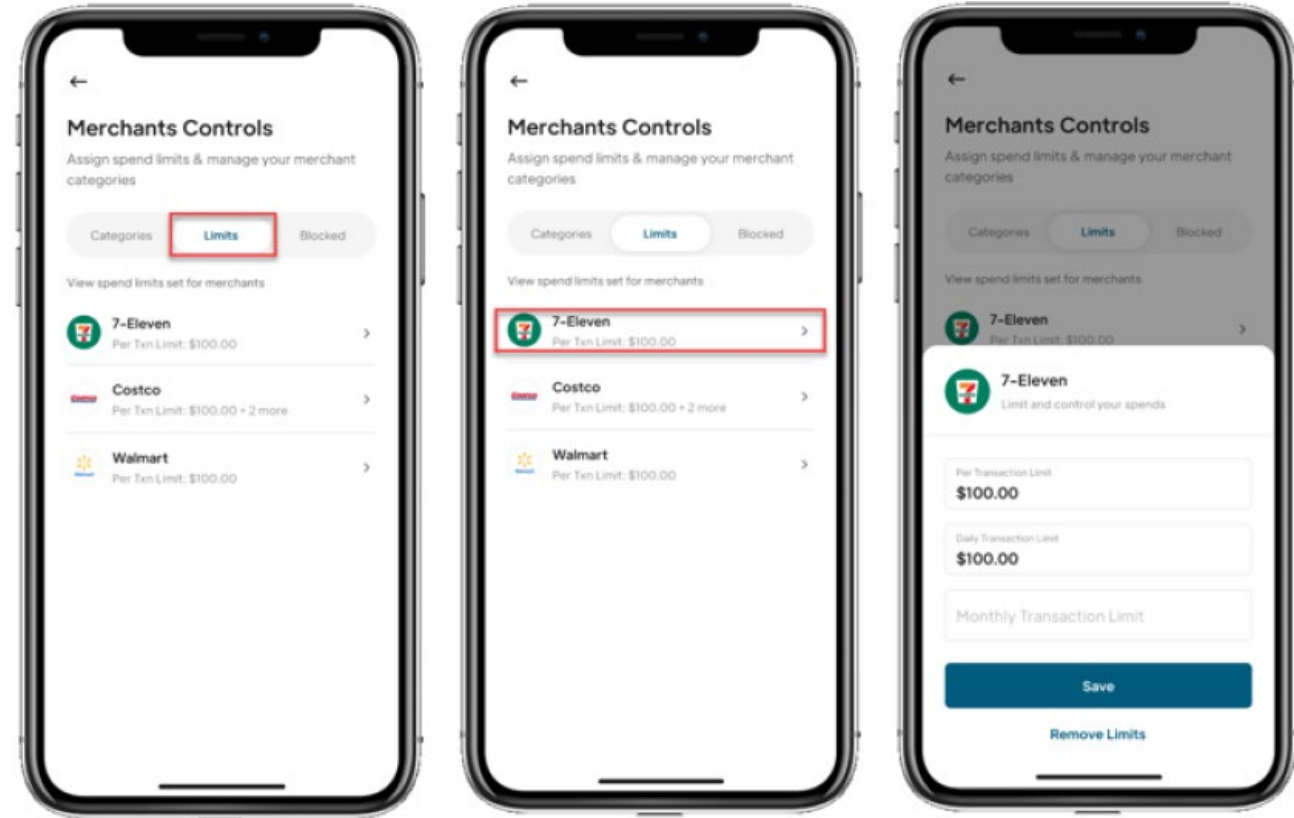 Merchants Controls
Assign spend limits & manage your merchant
categories
Categories Limits Blocked
View spend limits set for merchants
7-Eleven
Per Txn Limit: $100.00
Costco
Per Txn Limit: $100.00 + 2 more
Walmart
Per Txn Limit: $100.00
Merchants Controls
Assign spend limits & manage your merchant
categories
Categories Limits Blocked
View spend limits set for merchants
7-Eleven
Per Txn Limit: $100.00
Costco
Per Txn Limit: $100.00 + 2 more
Walmart
Per Txn Limit: $100.00
Merchants Controls
Assign spend limits & manage your merchant
categories
Categories Limits Blocked
View spend limits set for merchants
7-Eleven
Per Txn Limit: $100.00
7-Eleven
Limit and control your spends
Per Transaction Limit
$100.00
Daily Transaction Limit
$100.00
Monthly Transaction Limit
Save
Remove Limits